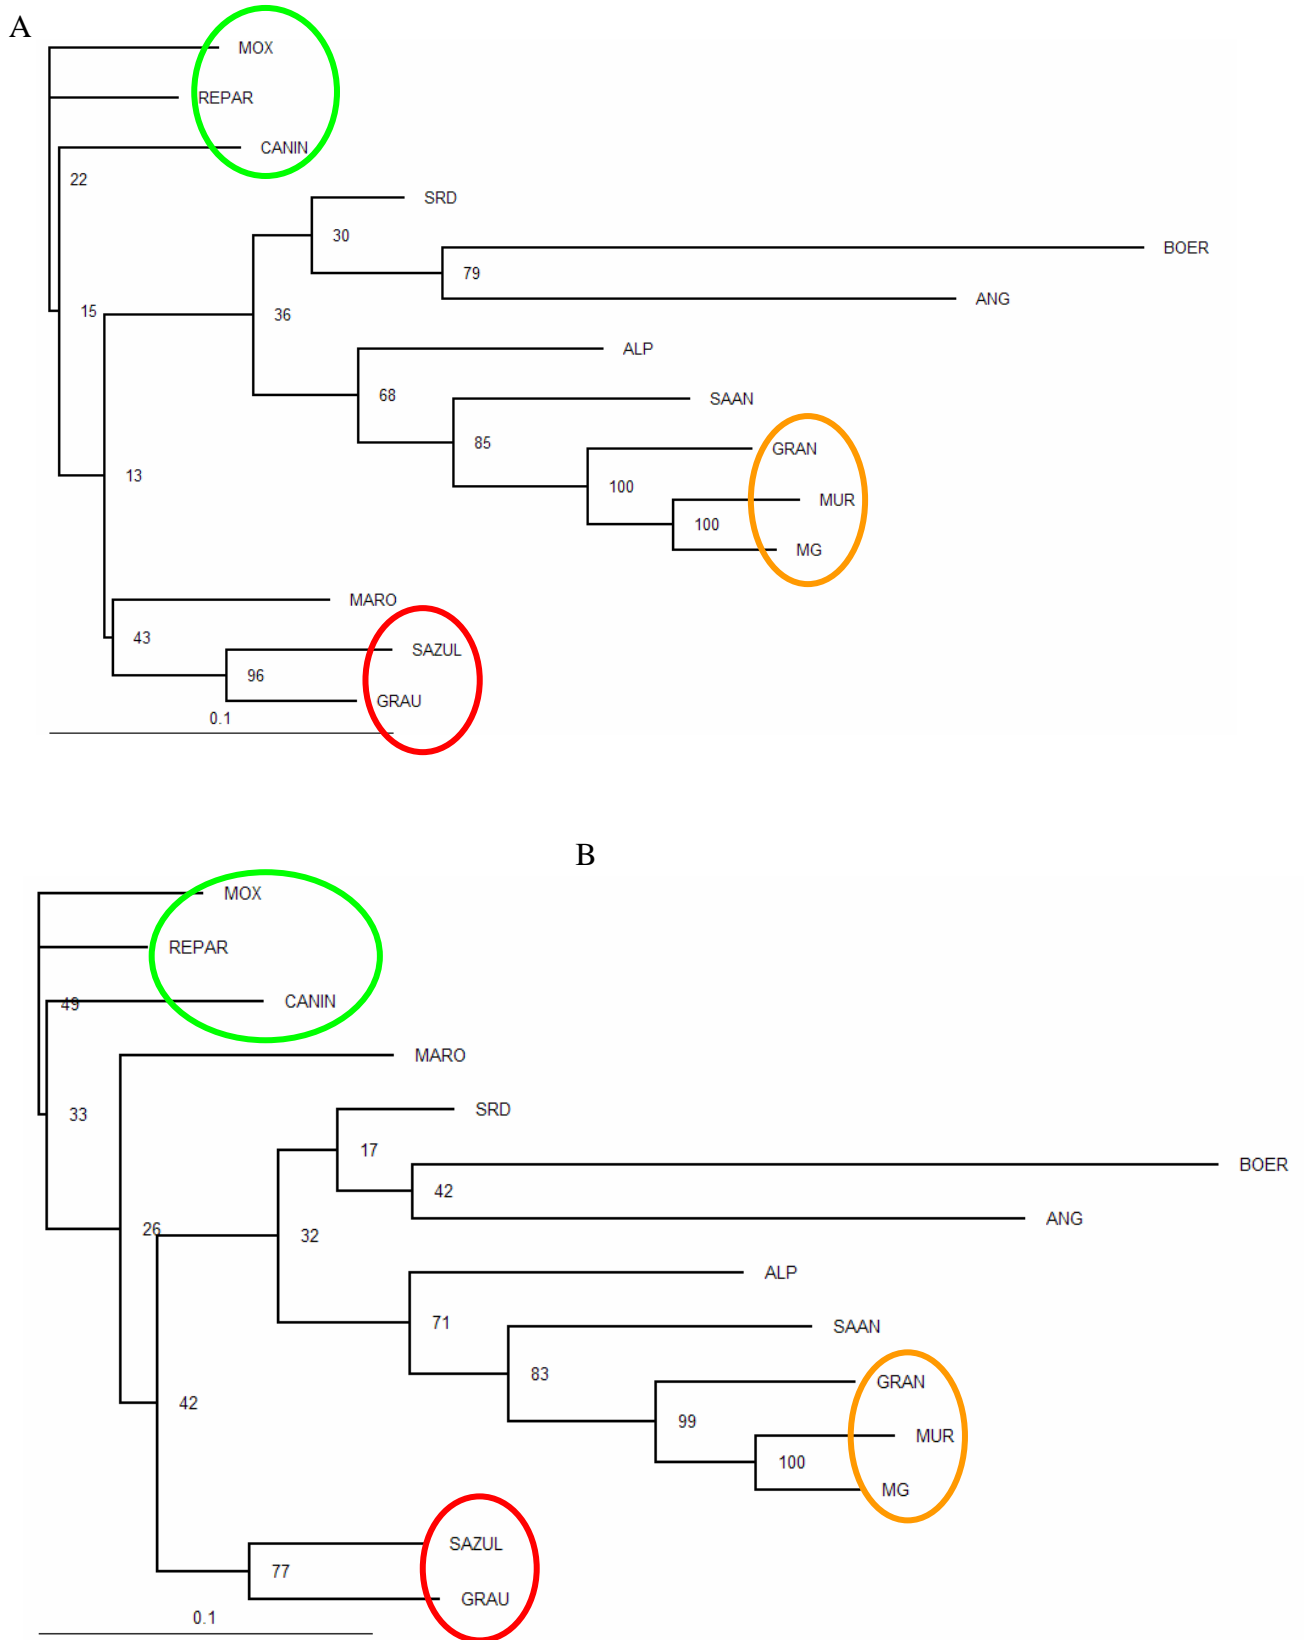 A
MOX
REPAR
CANIN
22
SRD
30
BOER
79
ANG
15
36
ALP
68
SAAN
85
GRAN
13
100
MUR
100
MG
MARO
43
SAZUL
96
GRAU
0.1
B
MOX
REPAR
49
CANIN
MARO
33
SRD
17
BOER
42
ANG
26
32
ALP
71
SAAN
83
GRAN
42
99
MUR
100
MG
SAZUL
77
GRAU
0.1